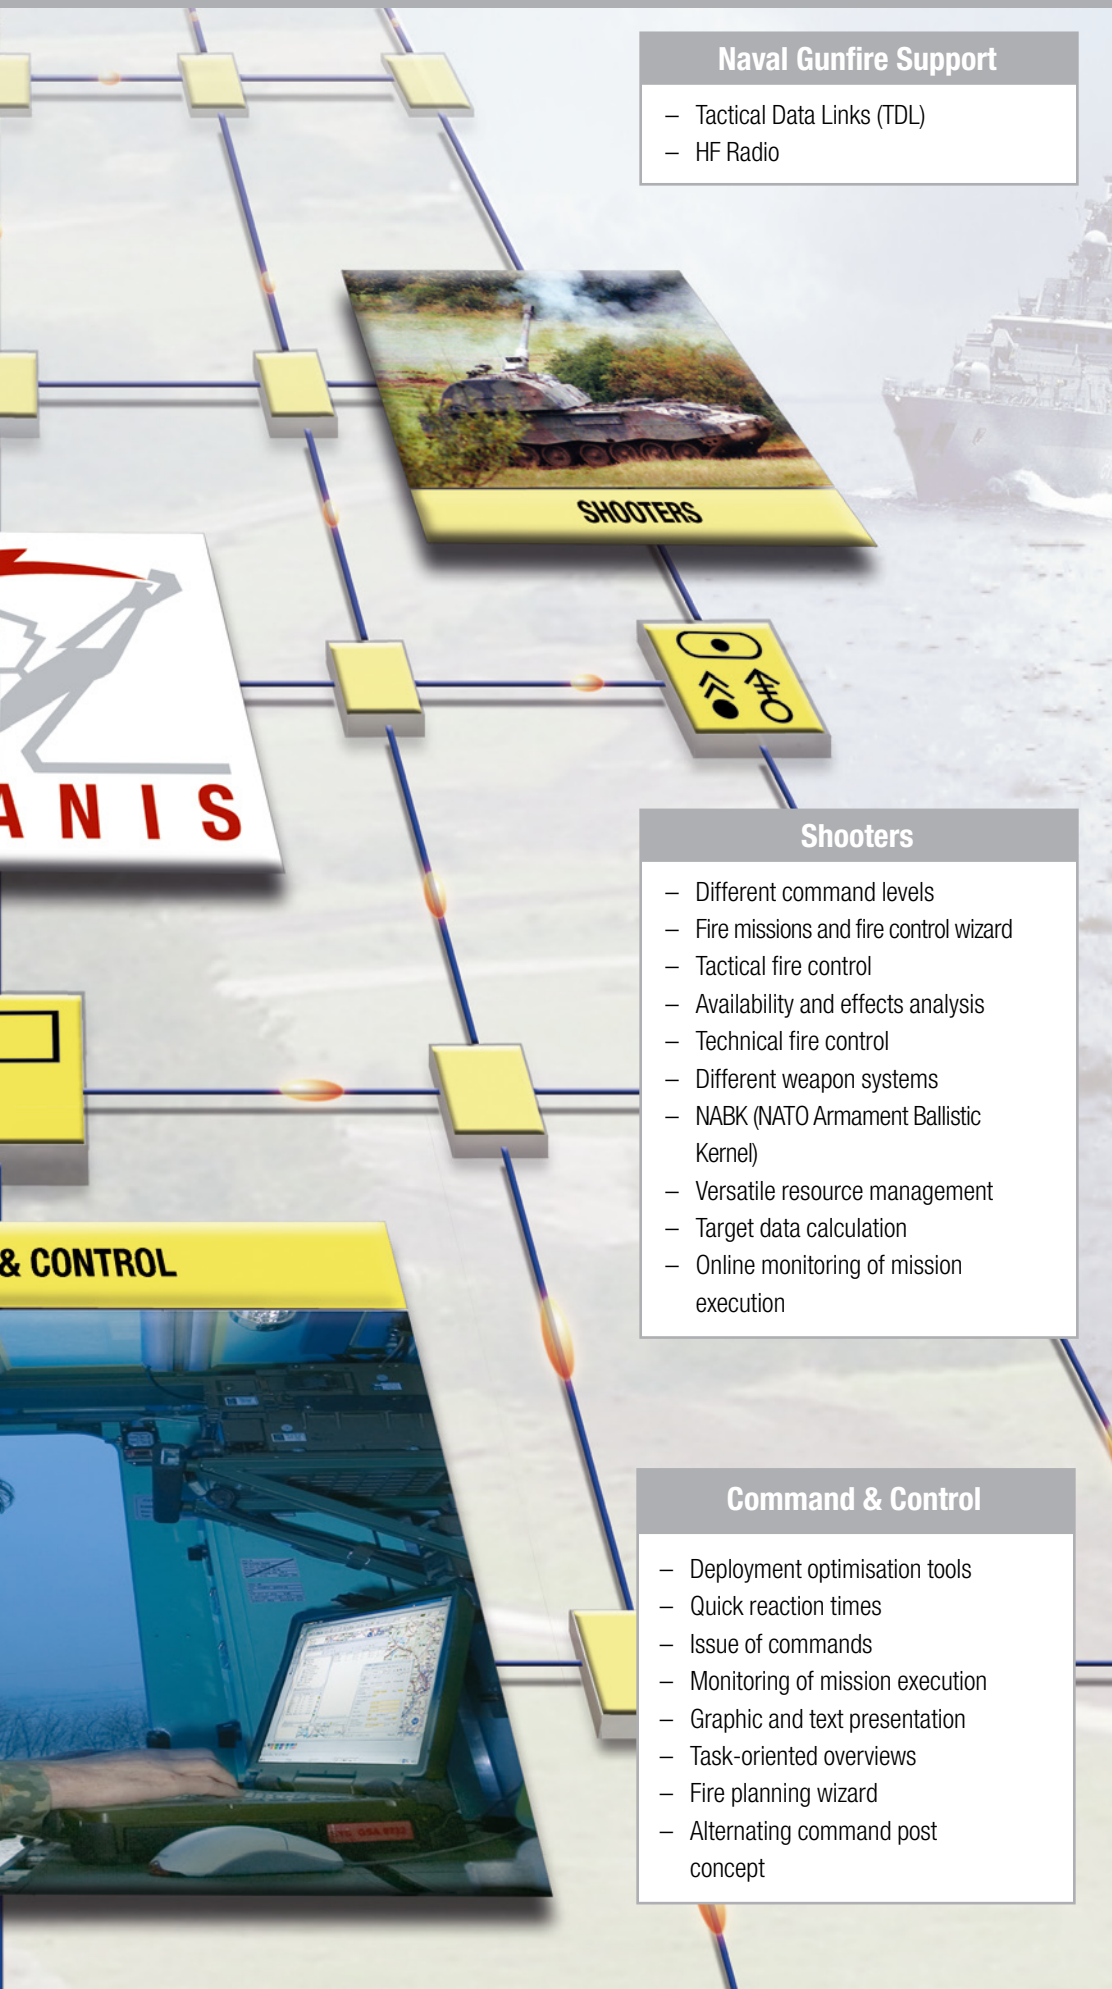 Naval Gunfire Support
– Tactical Data Links (TDL)
– HF Radio
SHOOTERS
ANIS
Shooters
– Different command levels
– Fire missions and fire control wizard
– Tactical fire control
– Availability and effects analysis
– Technical fire control
– Different weapon systems
– NABK (NATO Armament Ballistic
Kernel)
– Versatile resource management
– Target data calculation
– Online monitoring of mission
execution
& CONTROL
Command & Control
– Deployment optimisation tools
– Quick reaction times
– Issue of commands
– Monitoring of mission execution
– Graphic and text presentation
– Task-oriented overviews
– Fire planning wizard
– Alternating command post
concept